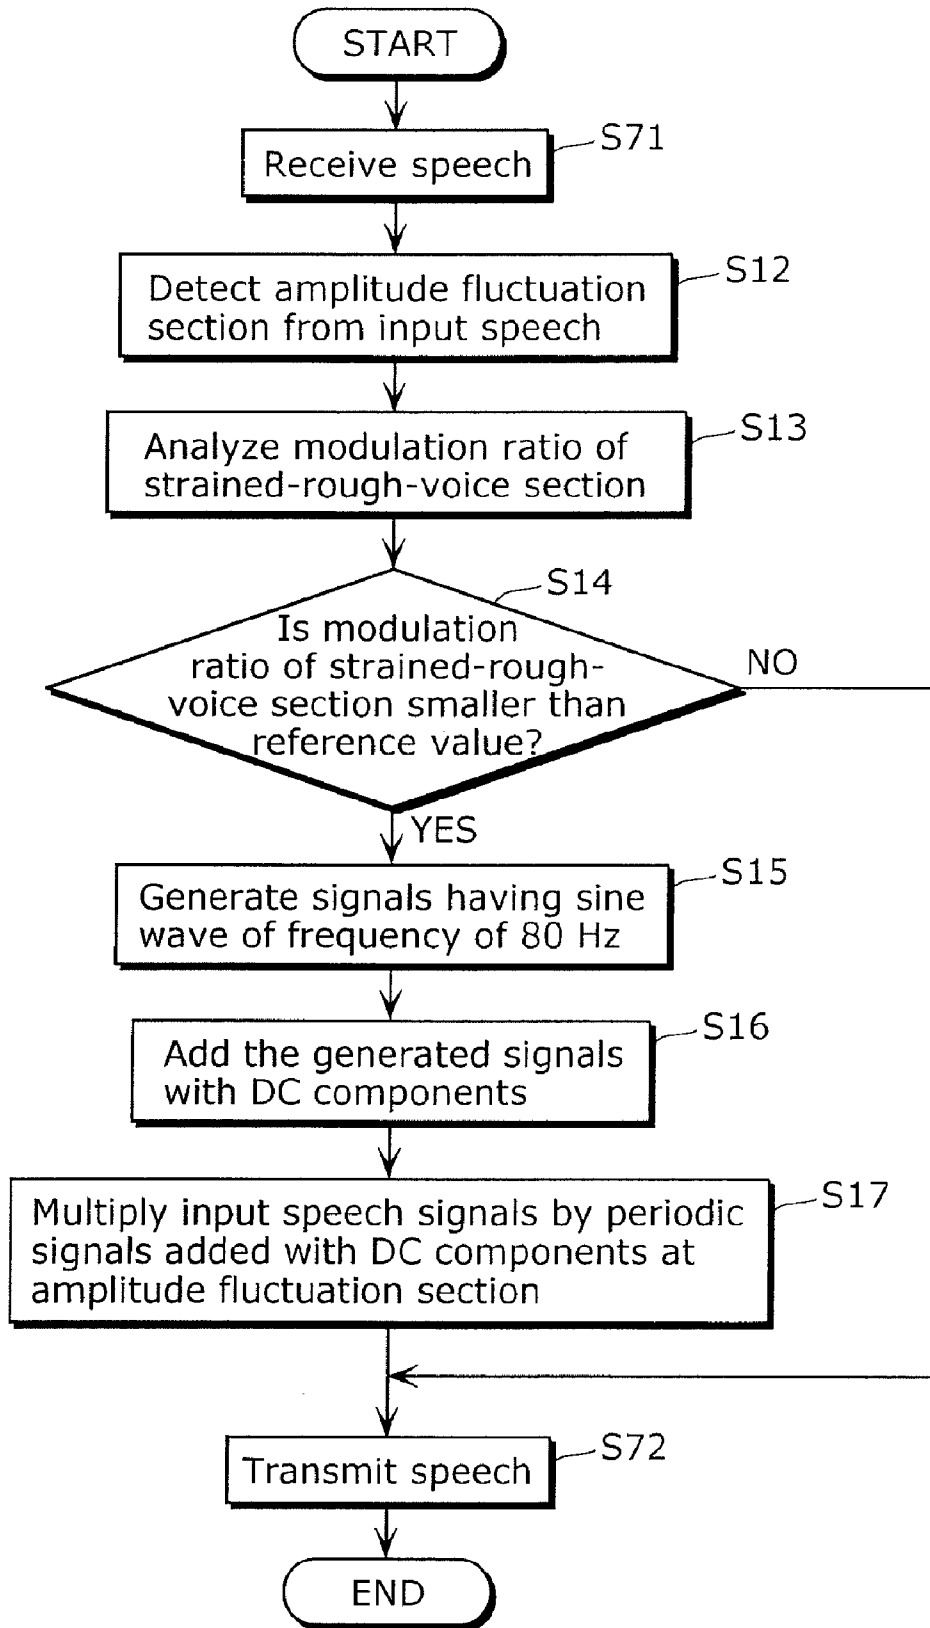 START
S71
Receive speech
S12
Detect amplitude fluctuation
section from input speech
S13
Analyze modulation ratio of
strained-rough-voice section
S14
Is modulation
ratio of strained-rough-
voice section smaller than
reference value?
NO
YES
S15
Generate signals having sine
wave of frequency of 80 Hz
S16
Add the generated signals
with DC components
S17
Multiply input speech signals by periodic
signals added with DC components at
amplitude fluctuation section
S72
Transmit speech
END